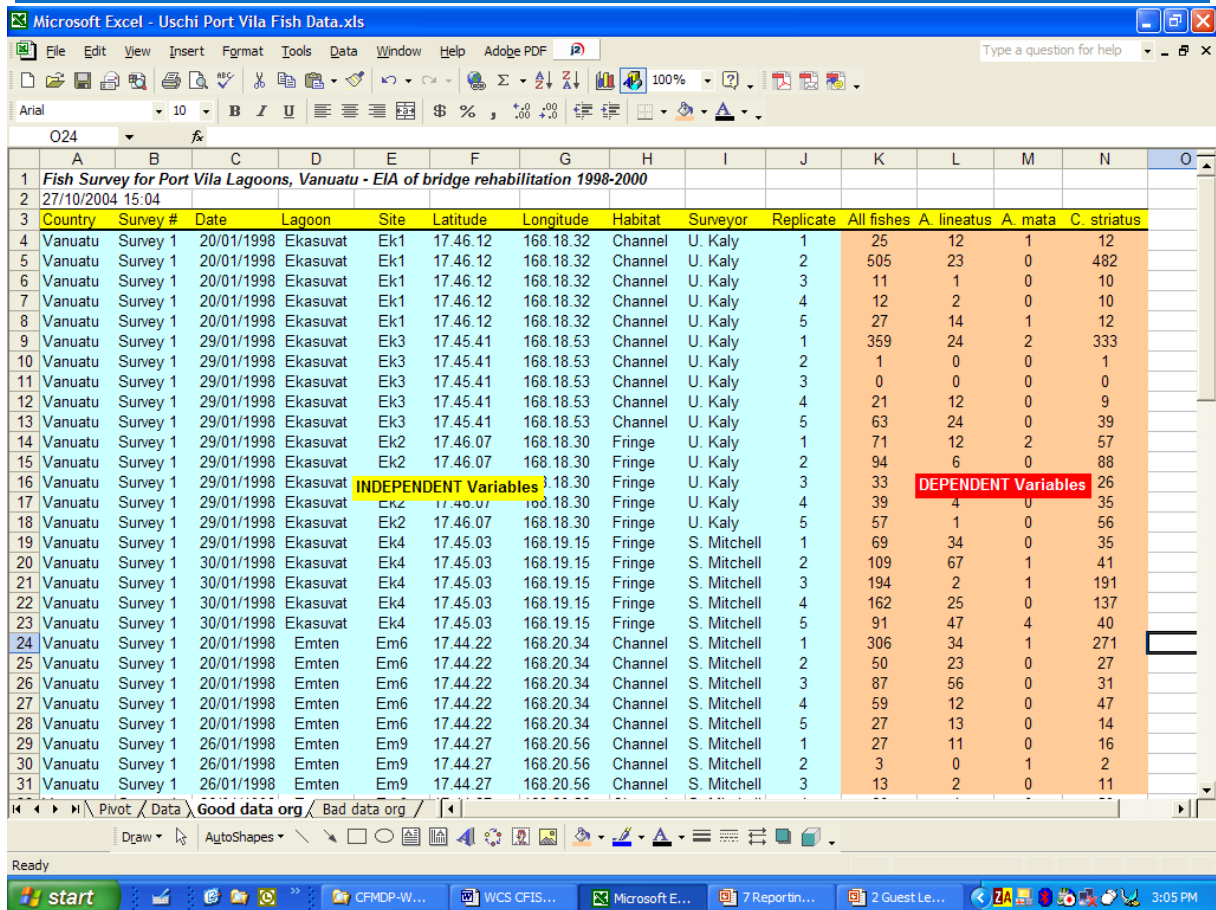 Microsoft Excel - Uschi Port Vila Fish Data.xls
File Edit View Insert Format Tools Data Window Help Adobe PDF Type a question for help
100%
Arial 10 B I U $ % ,
O24 fx
A B C D E F G H I J K L M N O
1 Fish Survey for Port Vila Lagoons, Vanuatu - EIA of bridge rehabilitation 1998-2000
2 27/10/2004 15:04
3 Country Survey # Date Lagoon Site Latitude Longitude Habitat Surveyor Replicate All fishes A. lineatus A. mata C. striatus
4 Vanuatu Survey 1 20/01/1998 Ekasuvat Ek1 17.46.12 168.18.32 Channel U. Kaly 1 25 12 1 12
5 Vanuatu Survey 1 20/01/1998 Ekasuvat Ek1 17.46.12 168.18.32 Channel U. Kaly 2 505 23 0 482
6 Vanuatu Survey 1 20/01/1998 Ekasuvat Ek1 17.46.12 168.18.32 Channel U. Kaly 3 11 1 0 10
7 Vanuatu Survey 1 20/01/1998 Ekasuvat Ek1 17.46.12 168.18.32 Channel U. Kaly 4 12 2 0 10
8 Vanuatu Survey 1 20/01/1998 Ekasuvat Ek1 17.46.12 168.18.32 Channel U. Kaly 5 27 14 1 12
9 Vanuatu Survey 1 29/01/1998 Ekasuvat Ek3 17.45.41 168.18.53 Channel U. Kaly 1 359 24 2 333
10 Vanuatu Survey 1 29/01/1998 Ekasuvat Ek3 17.45.41 168.18.53 Channel U. Kaly 2 1 0 0 1
11 Vanuatu Survey 1 29/01/1998 Ekasuvat Ek3 17.45.41 168.18.53 Channel U. Kaly 3 0 0 0 0
12 Vanuatu Survey 1 29/01/1998 Ekasuvat Ek3 17.45.41 168.18.53 Channel U. Kaly 4 21 12 0 9
13 Vanuatu Survey 1 29/01/1998 Ekasuvat Ek3 17.45.41 168.18.53 Channel U. Kaly 5 63 24 0 39
14 Vanuatu Survey 1 29/01/1998 Ekasuvat Ek2 17.46.07 168.18.30 Fringe U. Kaly 1 71 12 2 57
15 Vanuatu Survey 1 29/01/1998 Ekasuvat Ek2 17.46.07 168.18.30 Fringe U. Kaly 2 94 6 0 88
16 Vanuatu Survey 1 29/01/1998 Ekasuvat INDEPENDENT Variables 3.18.30 Fringe U. Kaly 3 33 DEPENDENT Variables 26
17 Vanuatu Survey 1 29/01/1998 Ekasuvat Ek2 17.46.07 168.18.30 Fringe U. Kaly 4 39 4 0 35
18 Vanuatu Survey 1 29/01/1998 Ekasuvat Ek2 17.46.07 168.18.30 Fringe U. Kaly 5 57 1 0 56
19 Vanuatu Survey 1 29/01/1998 Ekasuvat Ek4 17.45.03 168.19.15 Fringe S. Mitchell 1 69 34 0 35
20 Vanuatu Survey 1 30/01/1998 Ekasuvat Ek4 17.45.03 168.19.15 Fringe S. Mitchell 2 109 67 1 41
21 Vanuatu Survey 1 30/01/1998 Ekasuvat Ek4 17.45.03 168.19.15 Fringe S. Mitchell 3 194 2 1 191
22 Vanuatu Survey 1 30/01/1998 Ekasuvat Ek4 17.45.03 168.19.15 Fringe S. Mitchell 4 162 25 0 137
23 Vanuatu Survey 1 30/01/1998 Ekasuvat Ek4 17.45.03 168.19.15 Fringe S. Mitchell 5 91 47 4 40
24 Vanuatu Survey 1 20/01/1998 Emten Em6 17.44.22 168.20.34 Channel S. Mitchell 1 306 34 1 271
25 Vanuatu Survey 1 20/01/1998 Emten Em6 17.44.22 168.20.34 Channel S. Mitchell 2 50 23 0 27
26 Vanuatu Survey 1 20/01/1998 Emten Em6 17.44.22 168.20.34 Channel S. Mitchell 3 87 56 0 31
27 Vanuatu Survey 1 20/01/1998 Emten Em6 17.44.22 168.20.34 Channel S. Mitchell 4 59 12 0 47
28 Vanuatu Survey 1 20/01/1998 Emten Em6 17.44.22 168.20.34 Channel S. Mitchell 5 27 13 0 14
29 Vanuatu Survey 1 26/01/1998 Emten Em9 17.44.27 168.20.56 Channel S. Mitchell 1 27 11 0 16
30 Vanuatu Survey 1 26/01/1998 Emten Em9 17.44.27 168.20.56 Channel S. Mitchell 2 3 0 1 2
31 Vanuatu Survey 1 26/01/1998 Emten Em9 17.44.27 168.20.56 Channel S. Mitchell 3 13 2 0 11
Pivot Data Good data org Bad data org
Draw AutoShapes
Ready
start CFMDP-W... WCS CFIS... Microsoft E... 7 Reportin... 2 Guest Le... 3:05 PM